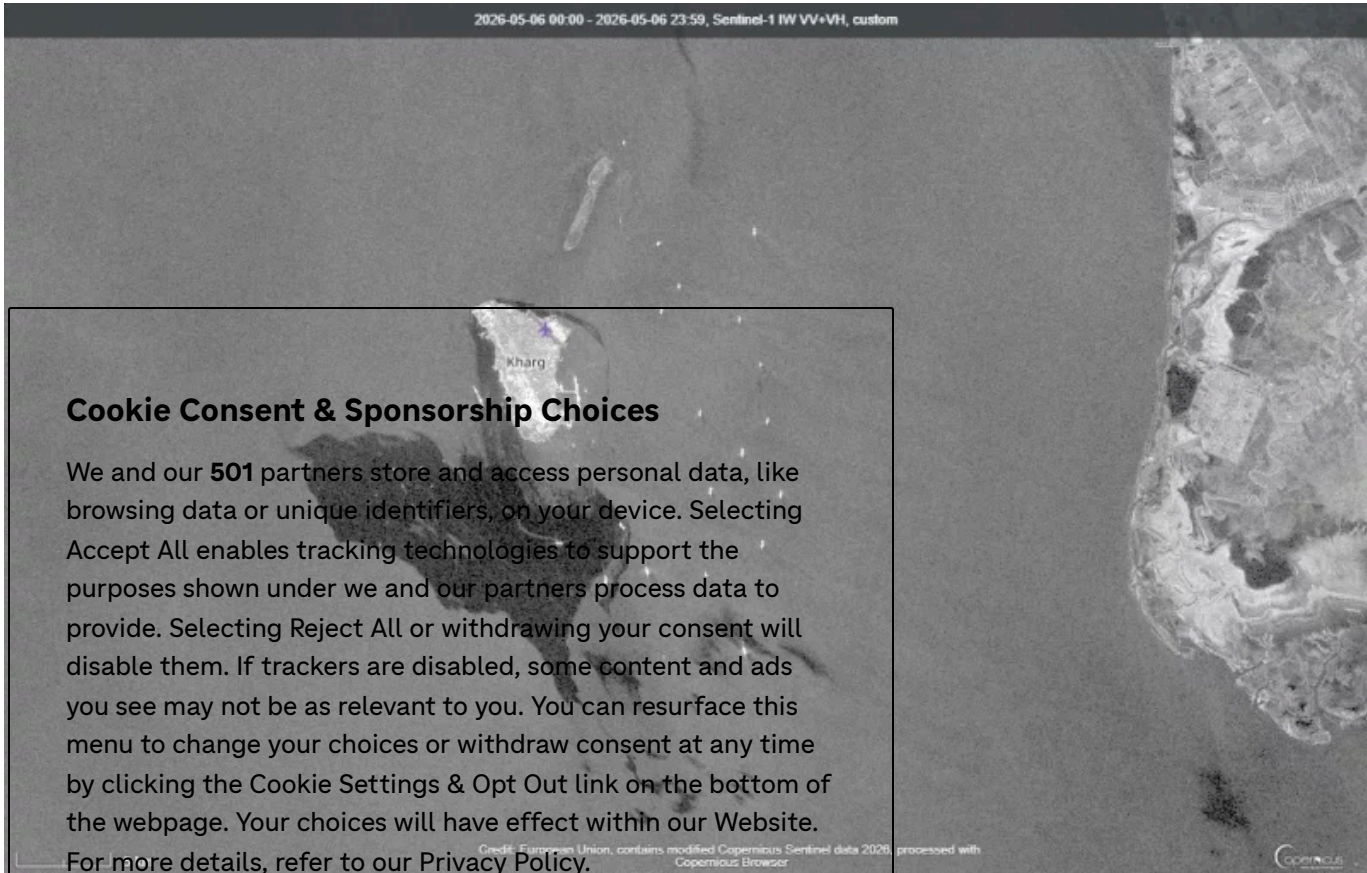 2026-05-06 00:00 - 2026-05-06 23:59, Sentinel-1 IW VV+VH, custom
Kharg
Cookie Consent & Sponsorship Choices
We and our 501 partners store and access personal data, like
browsing data or unique identifiers, on your device. Selecting
Accept All enables tracking technologies to support the
purposes shown under we and our partners process data to
provide. Selecting Reject All or withdrawing your consent will
disable them. If trackers are disabled, some content and ads
you see may not be as relevant to you. You can resurface this
menu to change your choices or withdraw consent at any time
by clicking the Cookie Settings & Opt Out link on the bottom of
the webpage. Your choices will have effect within our Website.
For more details, refer to our Privacy Policy.
Credit: European Union, contains modified Copernicus Sentinel data 2026, processed with
Copernicus Browser
Copernicus